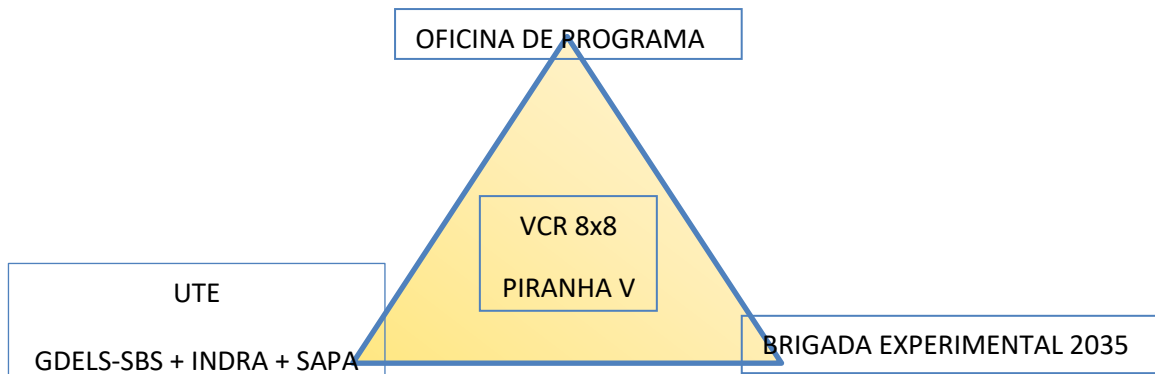 OFICINA DE PROGRAMA
VCR 8x8
PIRANHA V
UTE
GDELS-SBS + INDRA + SAPA
BRIGADA EXPERIMENTAL 2035